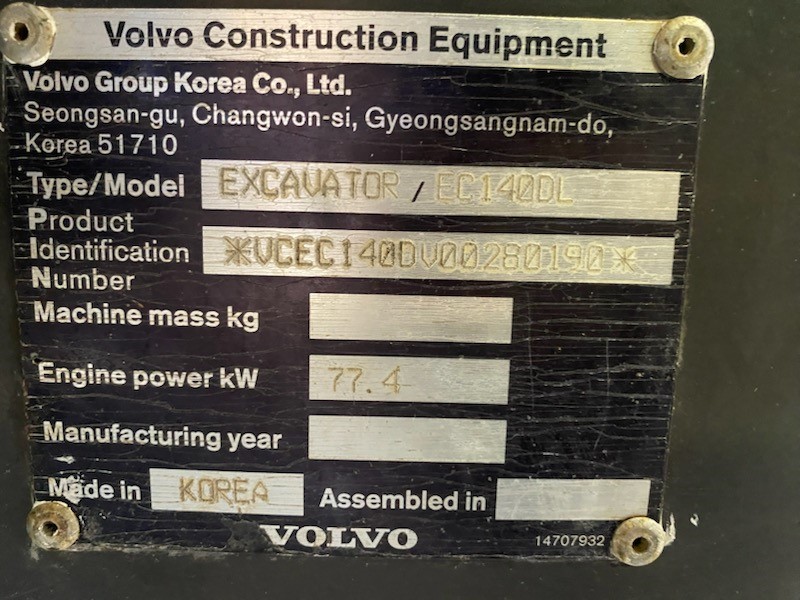 Volvo Construction Equipment
Volvo Group Korea Co., Ltd.
Seongsan-gu, Changwon-si, Gyeongsangnam-do,
Korea 51710
Type/Model EXCAVATOR / EC140DL
Product
Identification *VCEC140DV00280190*
Number
Machine mass kg
Engine power kW 77.4
Manufacturing year
Made in KOREA Assembled in
VOLVO 14707932